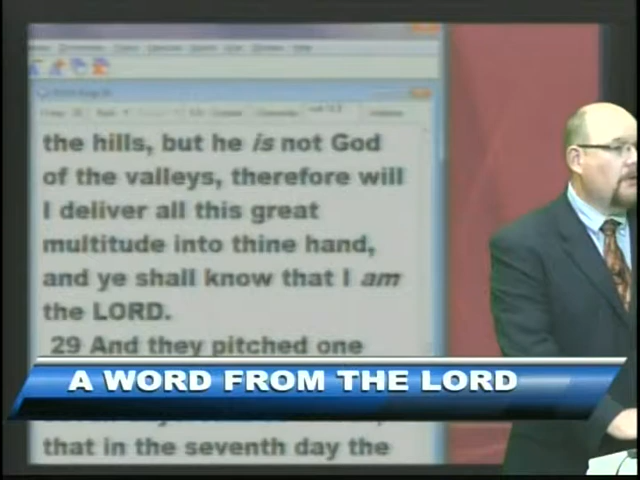 the hills, but he is not God
of the valleys, therefore will
I deliver all this great
multitude into thine hand,
and ye shall know that I am
the LORD.
29 And they pitched one
A WORD FROM THE LORD
that in the seventh day the